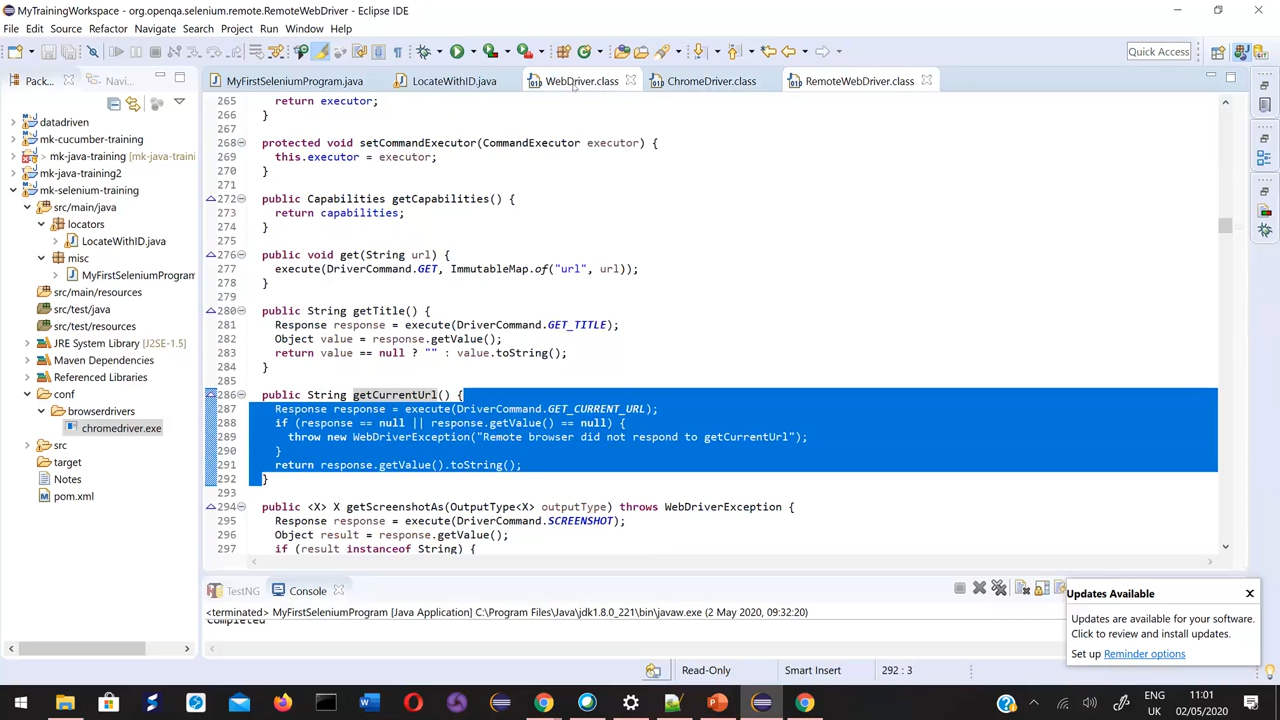 MyTrainingWorkspace - org.openqa.selenium.remote.RemoteWebDriver - Eclipse IDE
File Edit Source Refactor Navigate Search Project Run Window Help
Quick Access
Pack... Navi...
MyFirstSeleniumProgram.java LocateWithID.java WebDriver.class ChromeDriver.class RemoteWebDriver.class
datadriven
mk-cucumber-training
> mk-java-training [mk-java-traini
mk-java-training2
mk-selenium-training
src/main/java
locators
LocateWithID.java
misc
MyFirstSeleniumProgram
src/main/resources
src/test/java
src/test/resources
JRE System Library [J2SE-1.5]
Maven Dependencies
Referenced Libraries
conf
browserdrivers
chromedriver.exe
src
target
Notes
pom.xml
265 return executor;
266 }
267
268 protected void setCommandExecutor(CommandExecutor executor) {
269 this.executor = executor;
270 }
271
272 public Capabilities getCapabilities() {
273 return capabilities;
274 }
275
276 public void get(String url) {
277 execute(DriverCommand.GET, ImmutableMap.of("url", url));
278 }
279
280 public String getTitle() {
281 Response response = execute(DriverCommand.GET_TITLE);
282 Object value = response.getValue();
283 return value == null ? "" : value.toString();
284 }
285
286 public String getCurrentUrl() {
287 Response response = execute(DriverCommand.GET_CURRENT_URL);
288 if (response == null || response.getValue() == null) {
289 throw new WebDriverException("Remote browser did not respond to getCurrentUrl");
290 }
291 return response.getValue().toString();
292 }
293
294 public <X> X getScreenshotAs(OutputType<X> outputType) throws WebDriverException {
295 Response response = execute(DriverCommand.SCREENSHOT);
296 Object result = response.getValue();
297 if (result instanceof String) {
TestNG Console
<terminated> MyFirstSeleniumProgram [Java Application] C:\Program Files\Java\jdk1.8.0_221\bin\javaw.exe (2 May 2020, 09:32:20)
Completed
Updates Available
Updates are available for your software.
Click to review and install updates.
Set up Reminder options
Read-Only Smart Insert 292 : 3
ENG
UK
11:01
02/05/2020